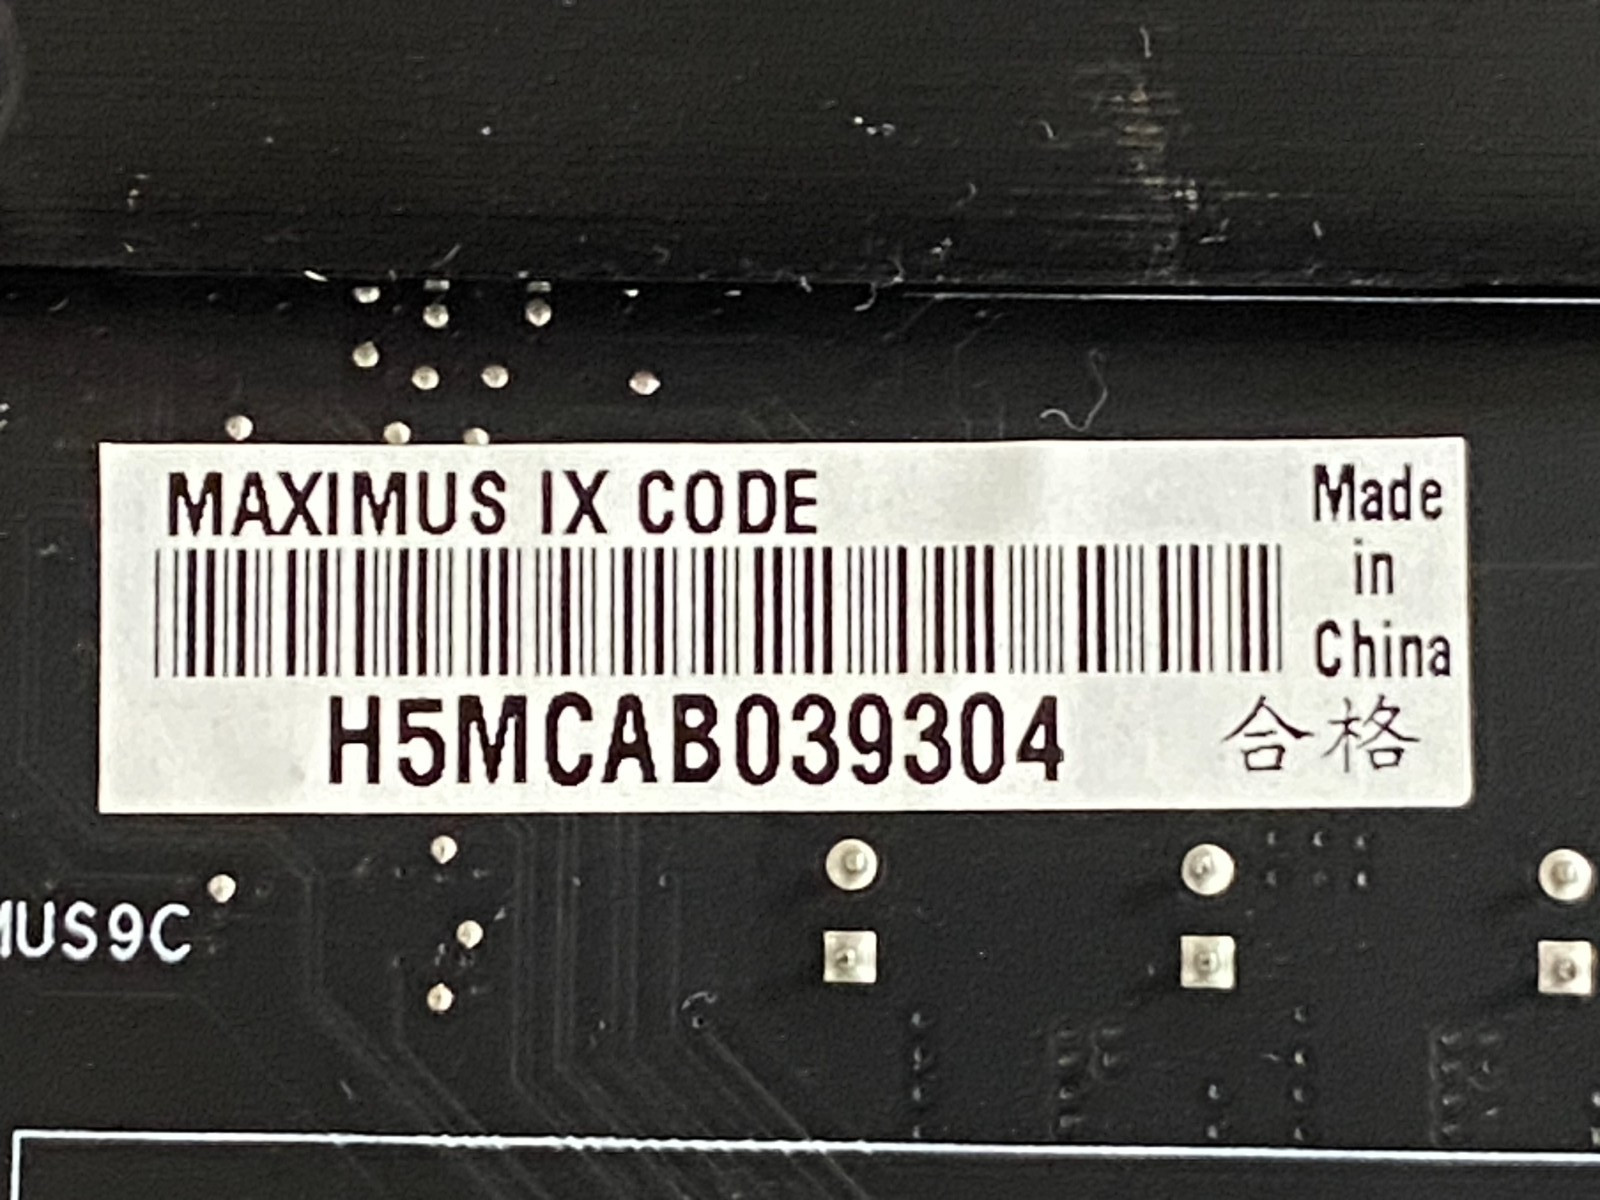 MAXIMUS IX CODE
Made
in
China
H5MCAB039304
合格
MUS9C